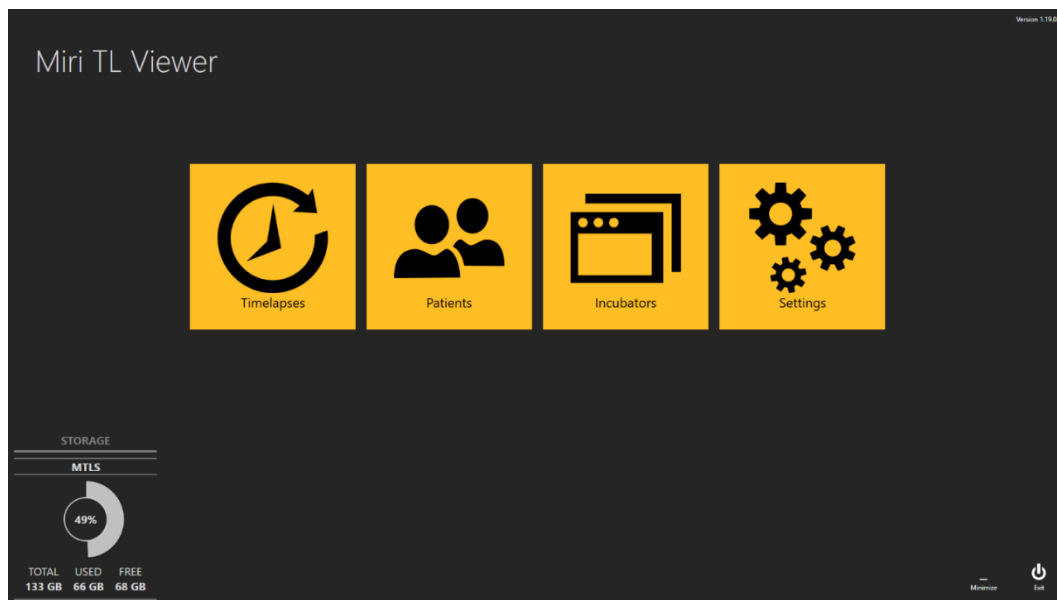 Version 1.19.0
Miri TL Viewer
Timelapses
Patients
Incubators
Settings
STORAGE
MTLS
49%
TOTAL USED FREE
133 GB 66 GB 68 GB
Minimize
Exit